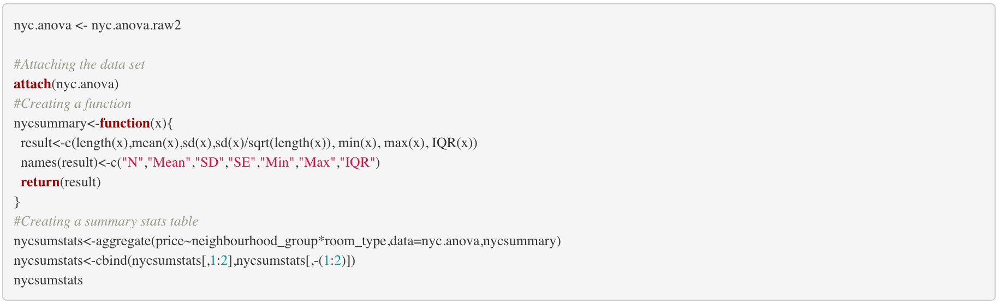 nyc.anova <- nyc.anova.raw2
#Attaching the data set
attach(nyc.anova)
#Creating a function
nycsummary<-function(x){
result<-c(length(x),mean(x),sd(x),sd(x)/sqrt(length(x)), min(x), max(x), IQR(x))
names(result)<-c("N","Mean","SD","SE","Min","Max","IQR")
return(result)
}
#Creating a summary stats table
nycsumstats<-aggregate(price~neighbourhood_group*room_type,data=nyc.anova,nycsummary)
nycsumstats<-cbind(nycsumstats[,1:2],nycsumstats[,-(1:2)])
nycsumstats